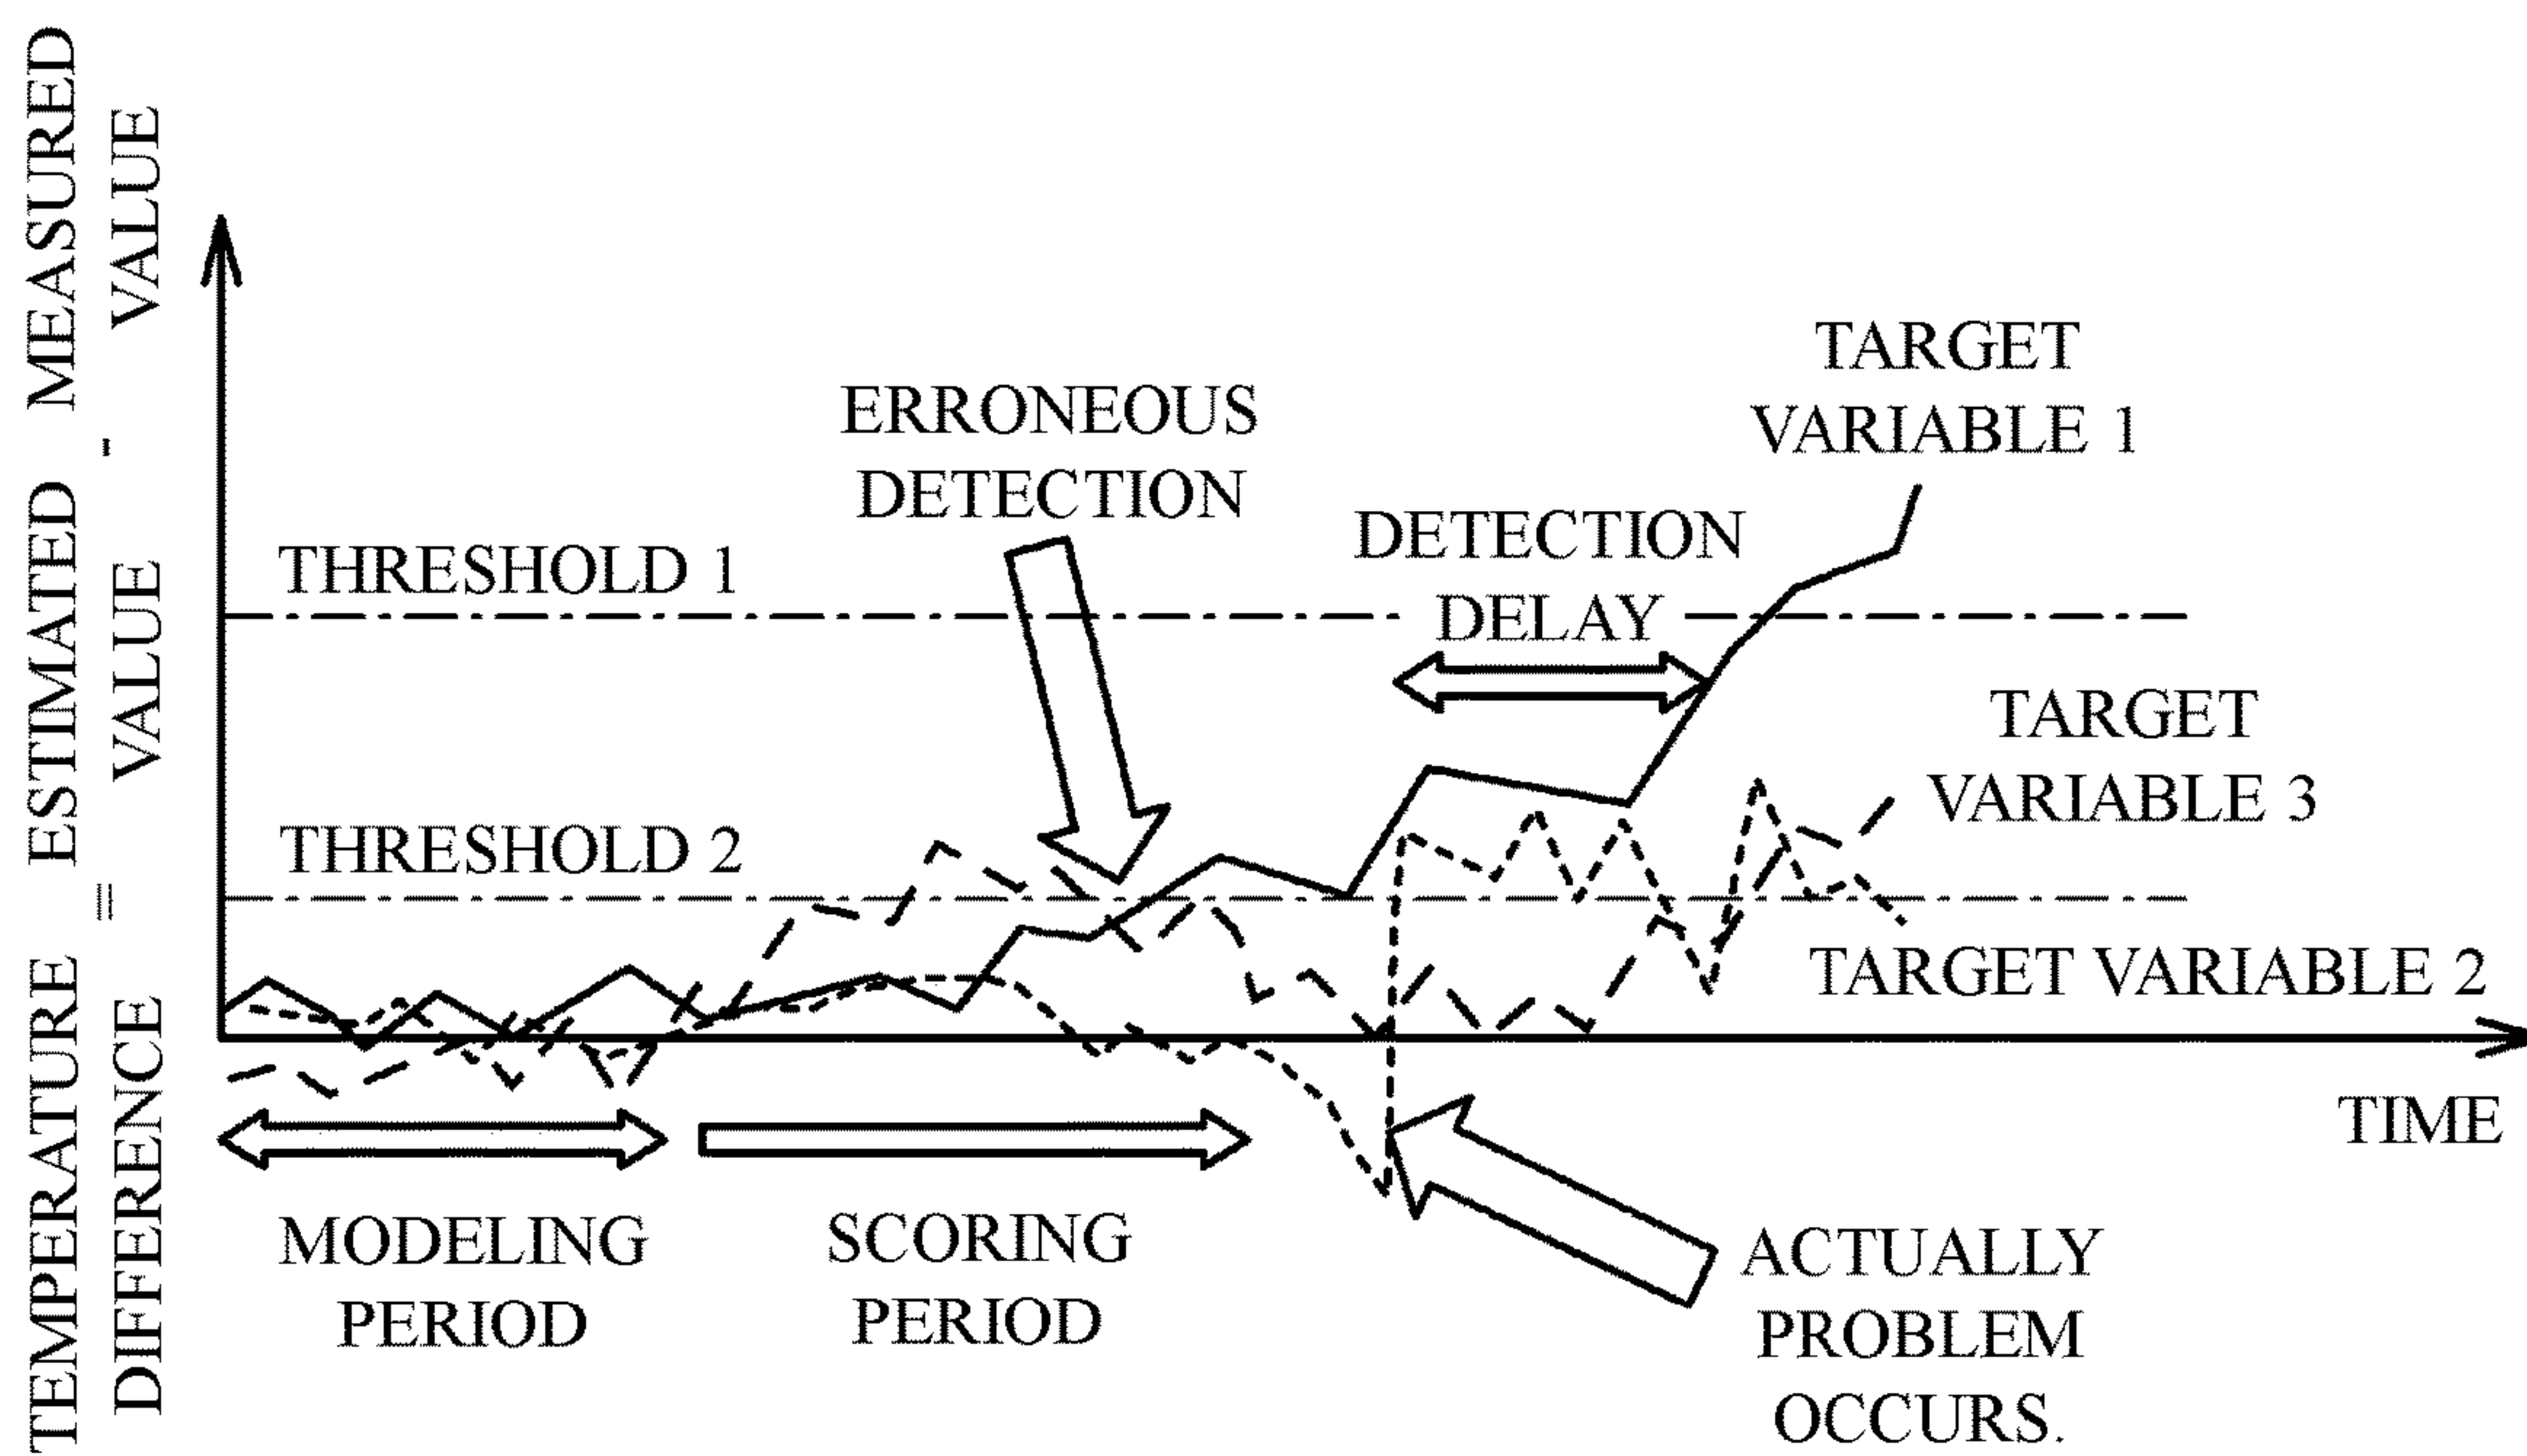 TEMPERATURE = ESTIMATED - MEASURED
DIFFERENCE VALUE VALUE
TARGET
VARIABLE 1
ERRONEOUS
DETECTION
DETECTION
DELAY
THRESHOLD 1
TARGET
VARIABLE 3
THRESHOLD 2
TARGET VARIABLE 2
TIME
MODELING
PERIOD
SCORING
PERIOD
ACTUALLY
PROBLEM
OCCURS.